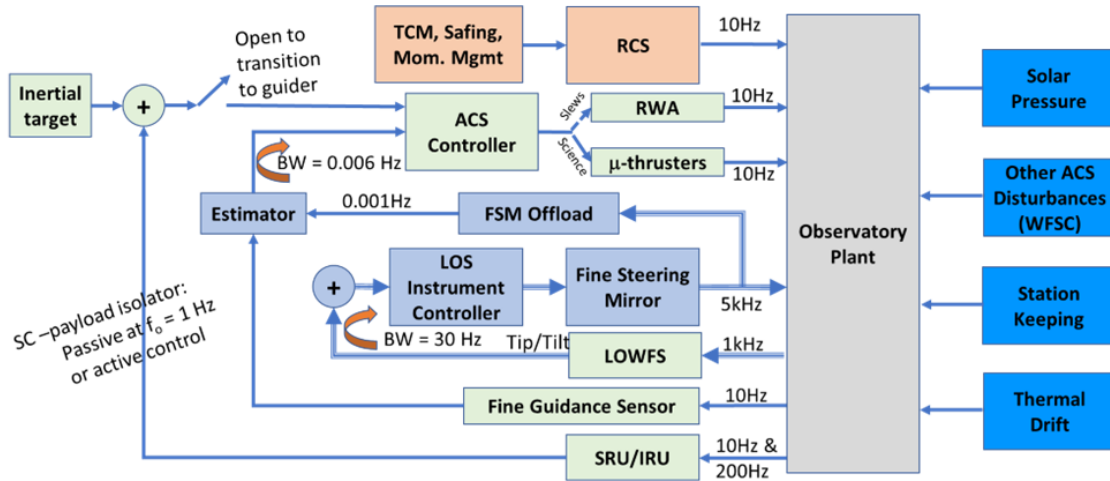 Open to
transition
to guider
TCM, Safing,
Mom. Mgmt
RCS
10Hz
Inertial
target
+
ACS
Controller
Slews
Science
RWA
10Hz
μ-thrusters
10Hz
BW = 0.006 Hz
Estimator
0.001Hz
FSM Offload
Observatory
Plant
+
LOS
Instrument
Controller
Fine Steering
Mirror
5kHz
BW = 30 Hz
Tip/Tilt
LOWFS
1kHz
SC –payload isolator:
Passive at fo = 1 Hz
or active control
Fine Guidance Sensor
10Hz
SRU/IRU
10Hz &
200Hz
Solar
Pressure
Other ACS
Disturbances
(WFSC)
Station
Keeping
Thermal
Drift